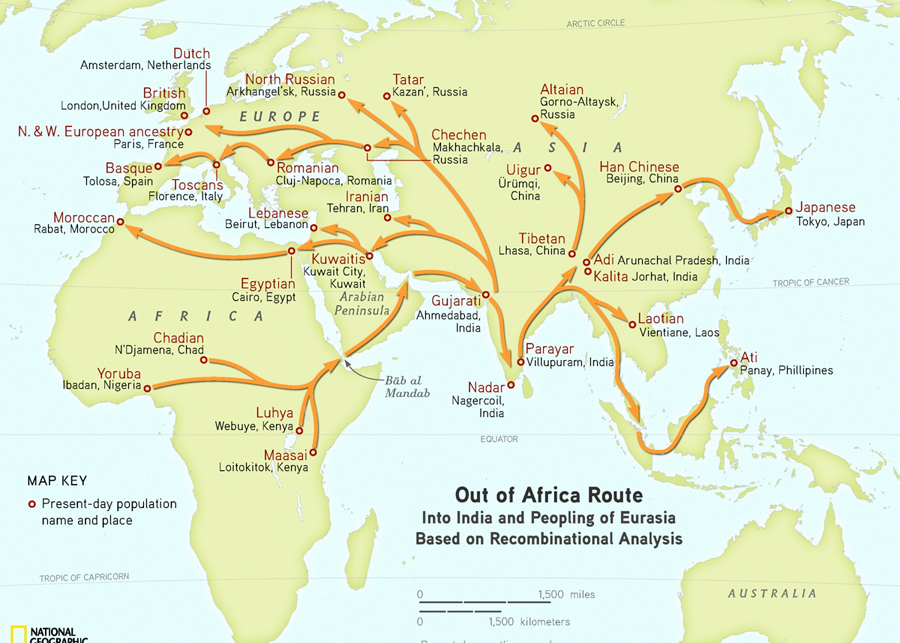 ARCTIC CIRCLE
Dutch
Amsterdam, Netherlands
British
London,United Kingdom
N. & W. European ancestry
Paris, France
Basque
Tolosa, Spain
Toscans
Florence, Italy
North Russian
Arkhangel'sk, Russia
Tatar
Kazan', Russia
EUROPE
Chechen
Makhachkala,
Russia
Romanian
Cluj-Napoca, Romania
Iranian
Tehran, Iran
Lebanese
Beirut, Lebanon
Moroccan
Rabat, Morocco
Kuwaitis
Kuwait City,
Kuwait
Egyptian
Cairo, Egypt
Arabian
Peninsula
ASIA
Altaian
Gorno-Altaysk,
Russia
Uigur
Ürümqi,
China
Han Chinese
Beijing, China
Japanese
Tokyo, Japan
Tibetan
Lhasa, China
Adi Arunachal Pradesh, India
Kalita Jorhat, India
TROPIC OF CANCER
Gujarati
Ahmedabad,
India
Laotian
Vientiane, Laos
Parayar
Villupuram, India
Ati
Panay, Phillipines
Nadar
Nagercoil,
India
AFRICA
Chadian
N'Djamena, Chad
Yoruba
Ibadan, Nigeria
Bāb al
Mandab
Luhya
Webuye, Kenya
Maasai
Loitokitok, Kenya
EQUATOR
MAP KEY
Present-day population
name and place
Out of Africa Route
Into India and Peopling of Eurasia
Based on Recombinational Analysis
TROPIC OF CAPRICORN
0 1,500 miles
0 1,500 kilometers
AUSTRALIA
NATIONAL
GEOGRAPHIC